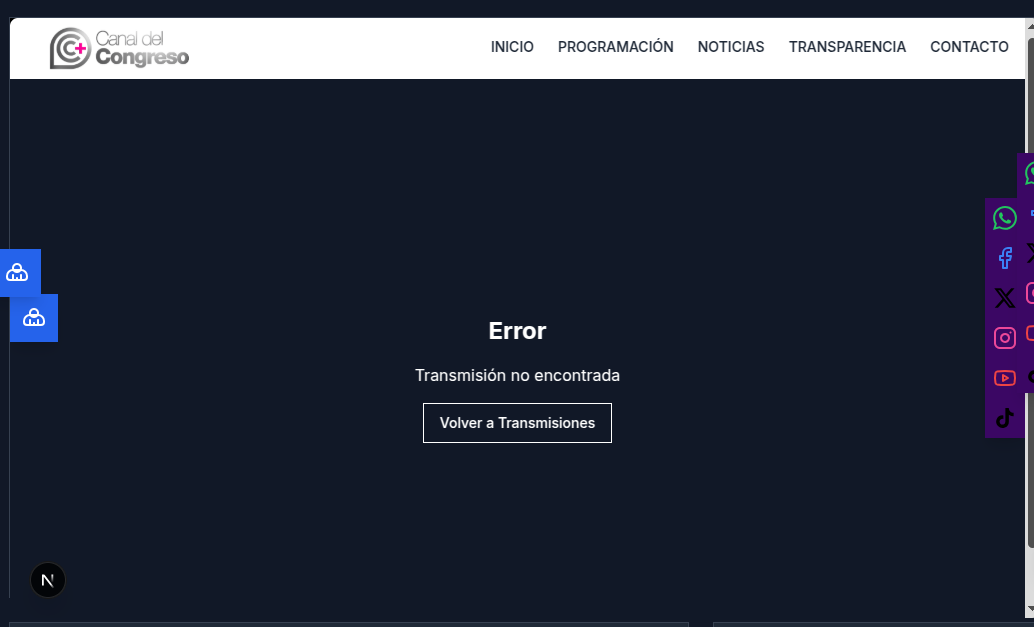 Canal del
Congreso
INICIO PROGRAMACIÓN NOTICIAS TRANSPARENCIA CONTACTO
Error
Transmisión no encontrada
Volver a Transmisiones
N